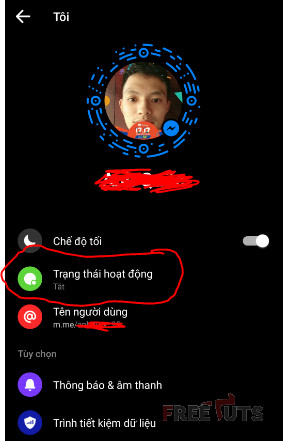 Tôi
Chế độ tối
Trạng thái hoạt động
Tắt
Tên người dùng
m.me/
Tùy chọn
Thông báo & âm thanh
Trình tiết kiệm dữ liệu
FREETUTS